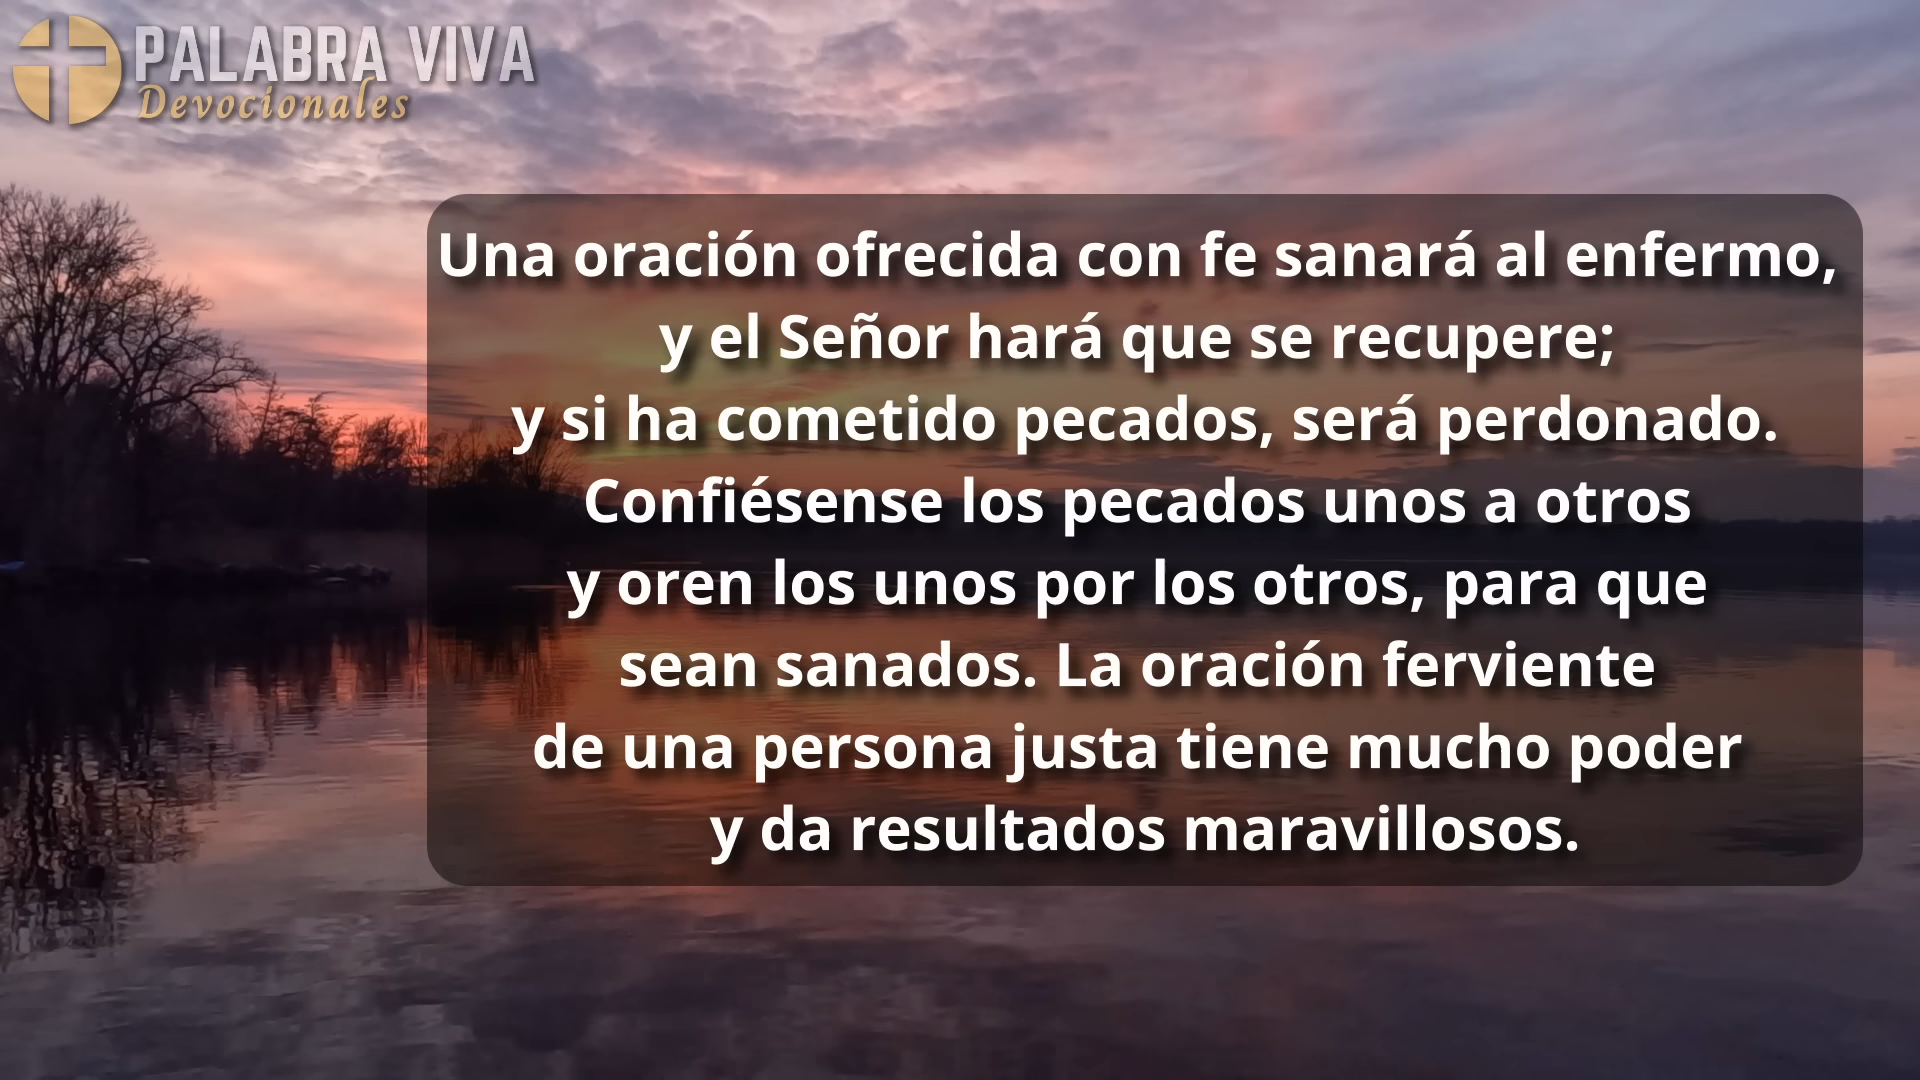 PALABRA VIVA
Devocionales
Una oración ofrecida con fe sanará al enfermo,
y el Señor hará que se recupere;
y si ha cometido pecados, será perdonado.
Confiésense los pecados unos a otros
y oren los unos por los otros, para que
sean sanados. La oración ferviente
de una persona justa tiene mucho poder
y da resultados maravillosos.